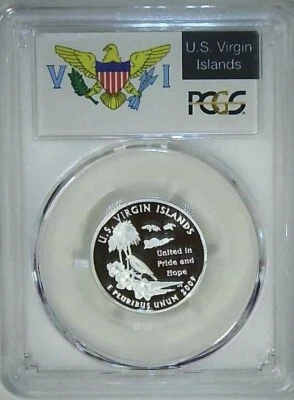 V I
U.S. Virgin
Islands
PCGS
U.S. VIRGIN ISLANDS
United in
Pride and
Hope
E PLURIBUS UNUM 2009